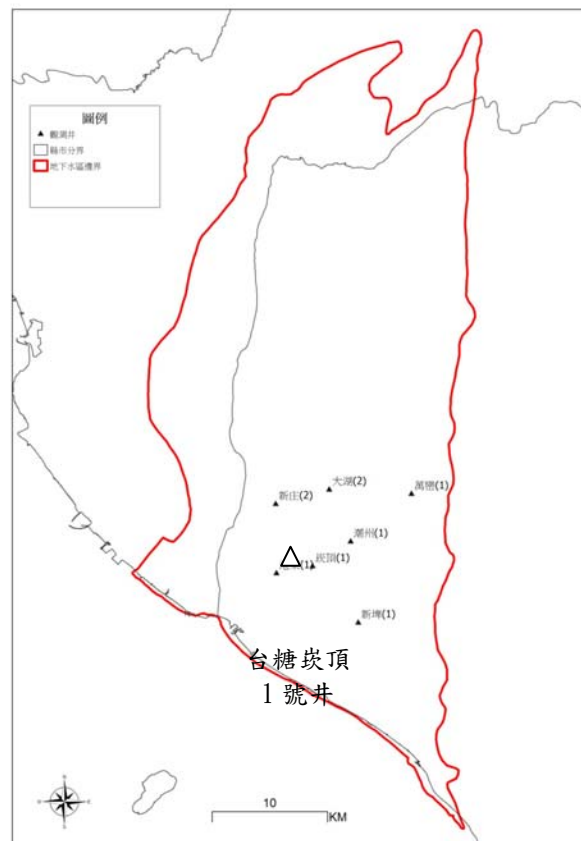 圖例
觀測井
縣市分界
地下水區邊界
大湖(2)
萬巒(1)
新庄(2)
潮州(1)
崁頂(1)
(1)
新埤(1)
台糖崁頂
1 號井
10
KM